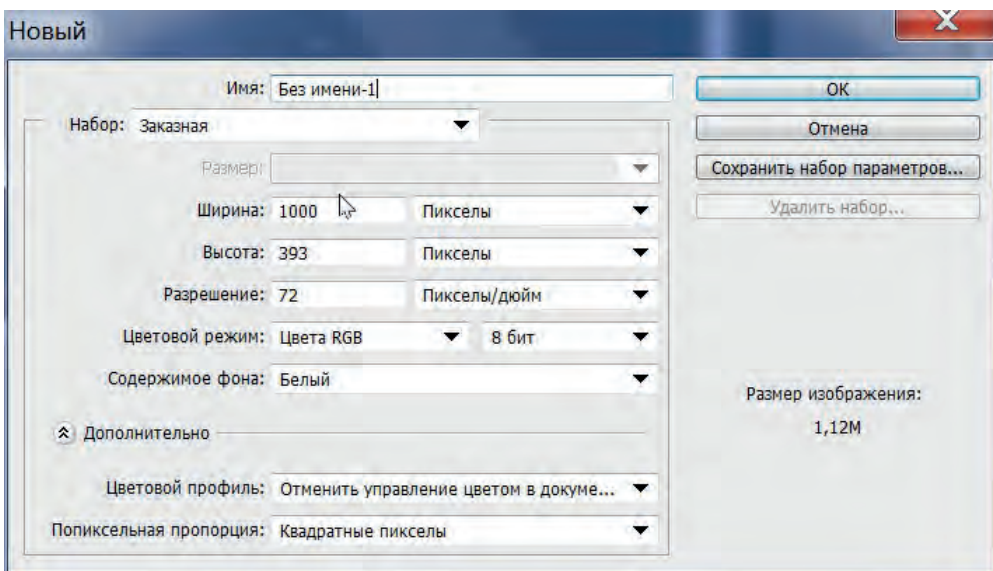 Новый
Имя: Без имени-1
OK
Набор: Заказная
Отмена
Размер:
Сохранить набор параметров...
Ширина: 1000 Пикселы
Удалить набор...
Высота: 393 Пикселы
Разрешение: 72 Пикселы/дюйм
Цветовой режим: Цвета RGB 8 бит
Содержимое фона: Белый
Размер изображения:
1,12M
Дополнительно
Цветовой профиль: Отменить управление цветом в докуме...
Попиксельная пропорция: Квадратные пикселы